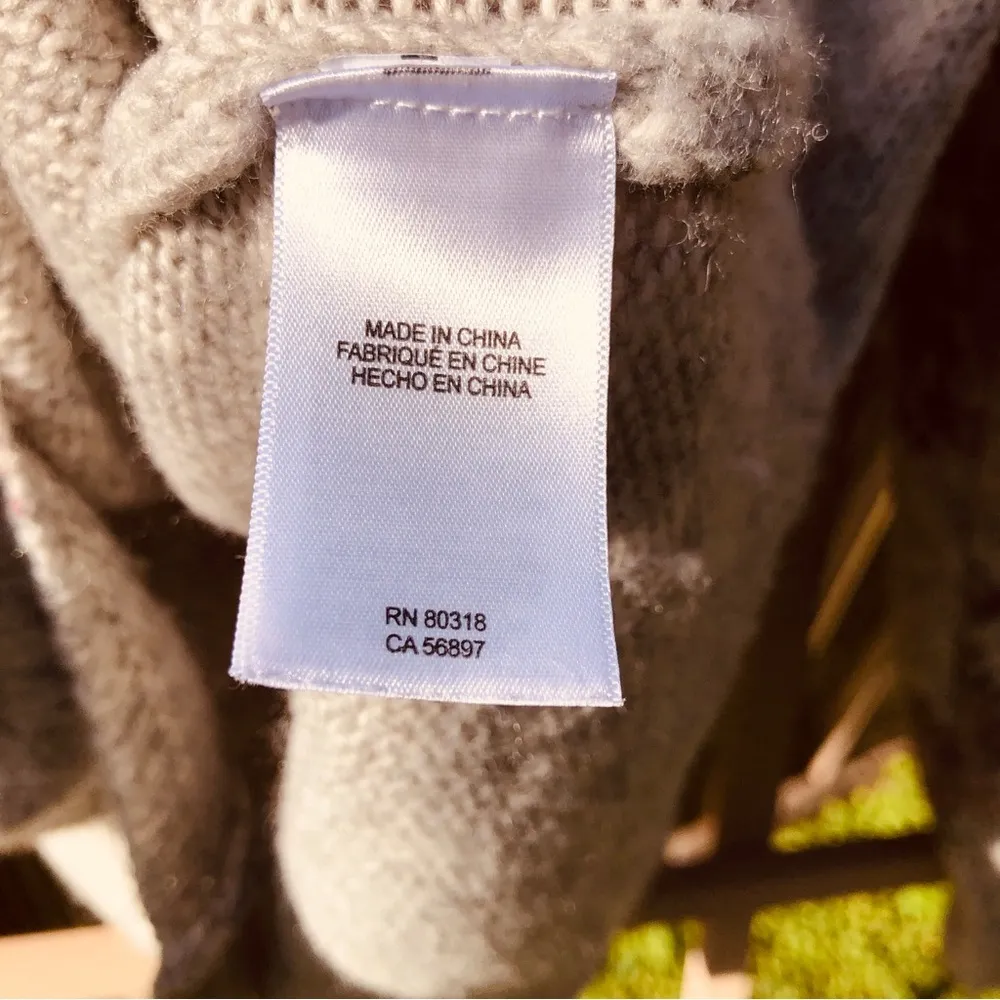 MADE IN CHINA
FABRIQUÉ EN CHINE
HECHO EN CHINA
RN 80318
CA 56897